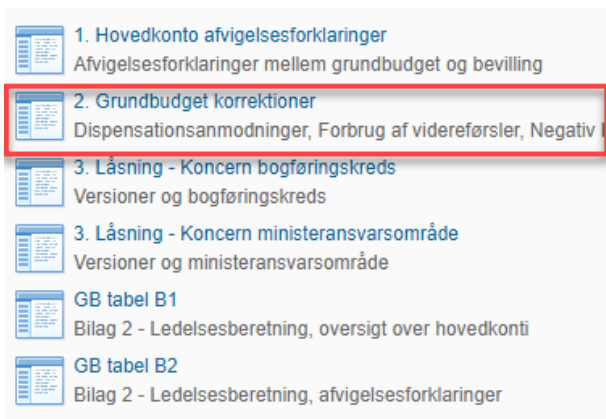 1. Hovedkonto afvigelsesforklaringer
Afvigelsesforklaringer mellem grundbudget og bevilling
2. Grundbudget korrektioner
Dispensationsanmodninger, Forbrug af videreførsler, Negativ
3. Låsning - Koncern bogføringskreds
Versioner og bogføringskreds
3. Låsning - Koncern ministeransvarsområde
Versioner og ministeransvarsområde
GB tabel B1
Bilag 2 - Ledelsesberetning, oversigt over hovedkonti
GB tabel B2
Bilag 2 - Ledelsesberetning, afvigelsesforklaringer